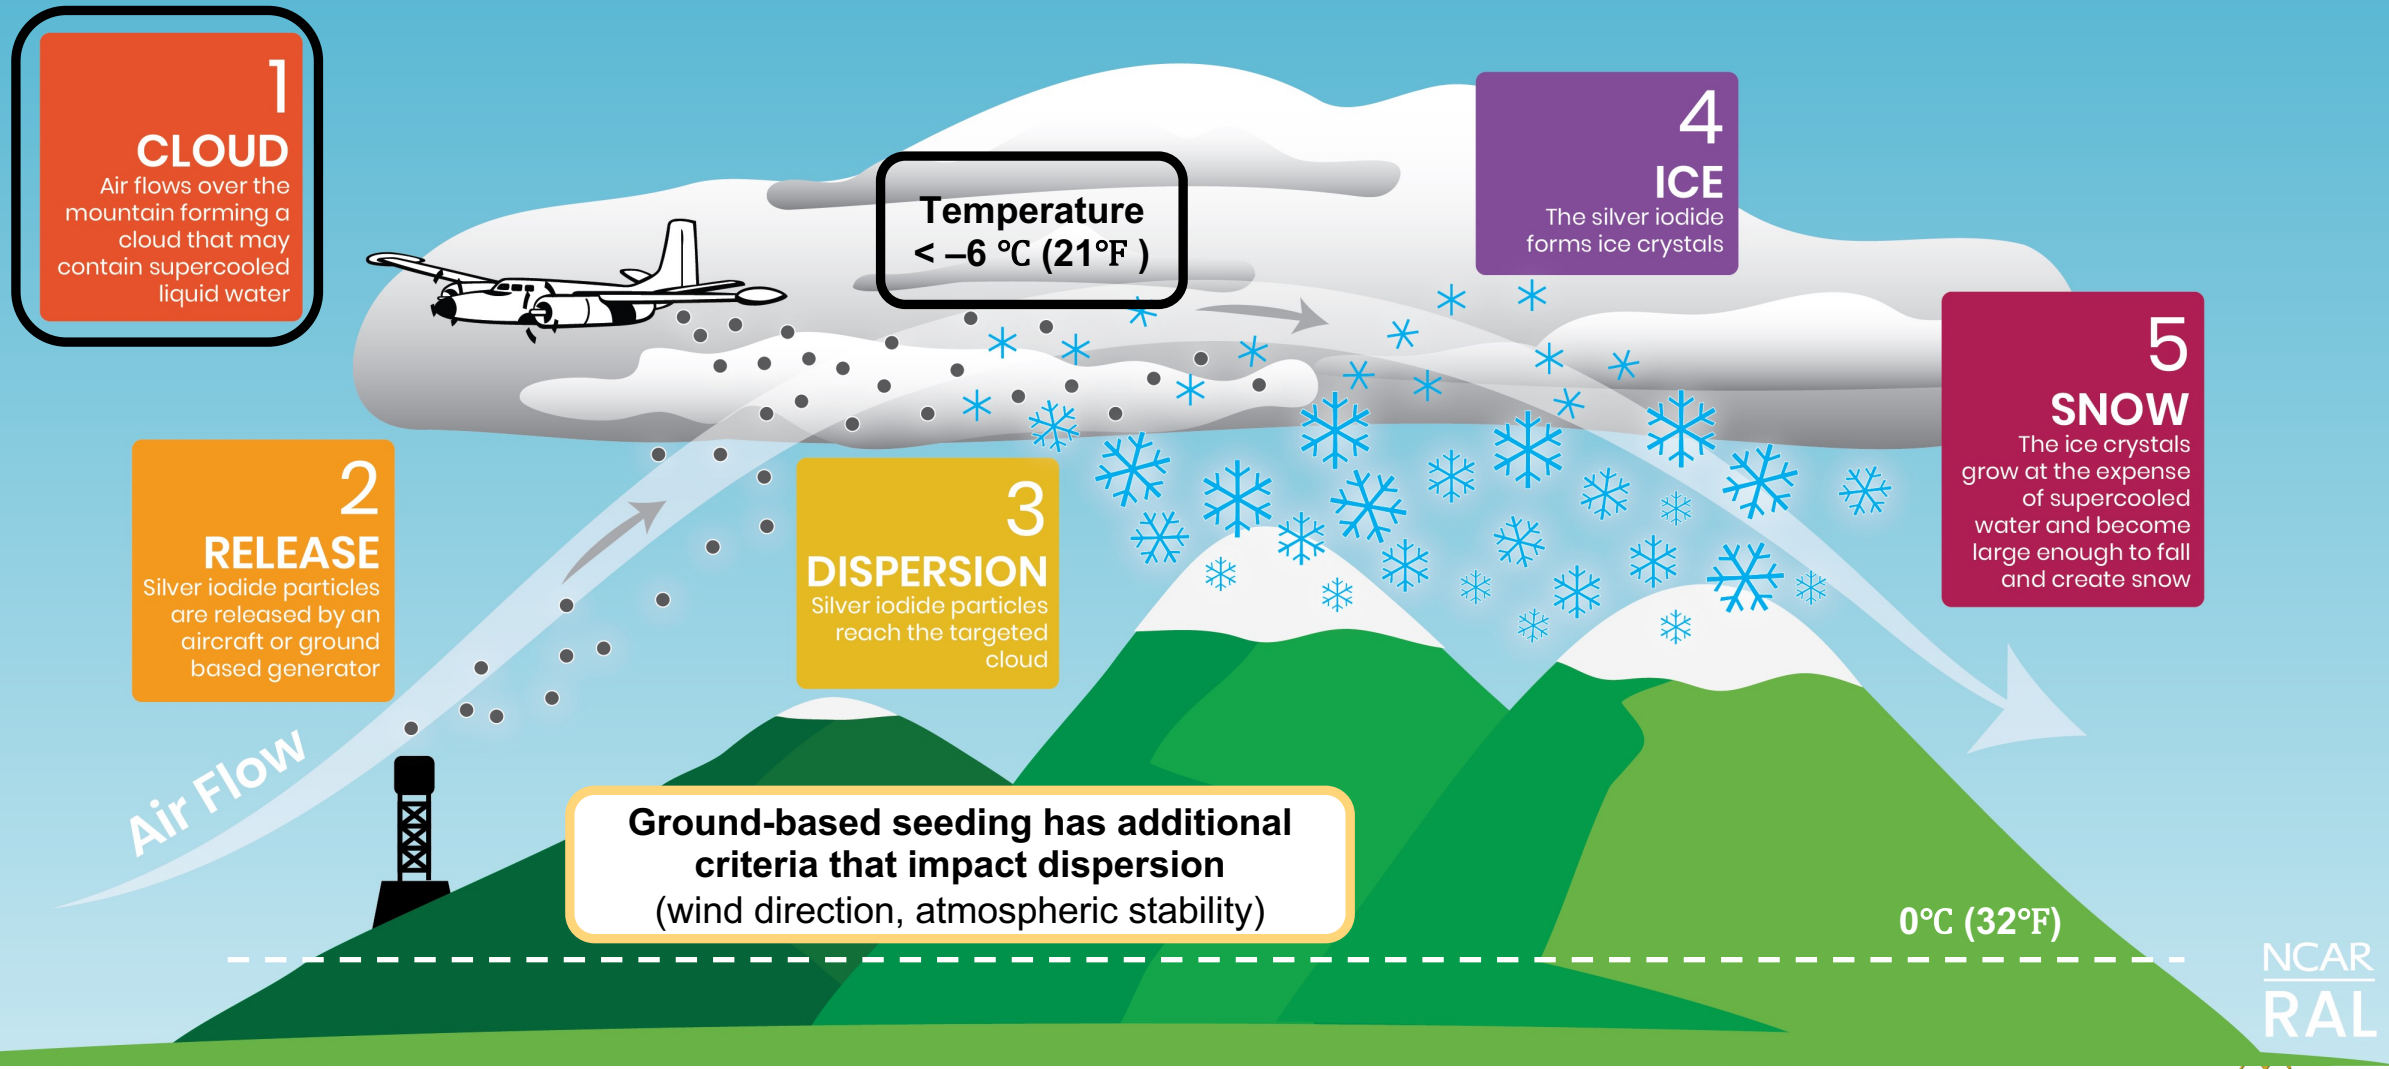 1
CLOUD
Air flows over the
mountain forming a
cloud that may
contain supercooled
liquid water
2
RELEASE
Silver iodide particles
are released by an
aircraft or ground
based generator
3
DISPERSION
Silver iodide particles
reach the targeted
cloud
Temperature
< –6 °C (21°F )
4
ICE
The silver iodide
forms ice crystals
5
SNOW
The ice crystals
grow at the expense
of supercooled
water and become
large enough to fall
and create snow
Air Flow
Ground-based seeding has additional
criteria that impact dispersion
(wind direction, atmospheric stability)
0°C (32°F)
NCAR
RAL